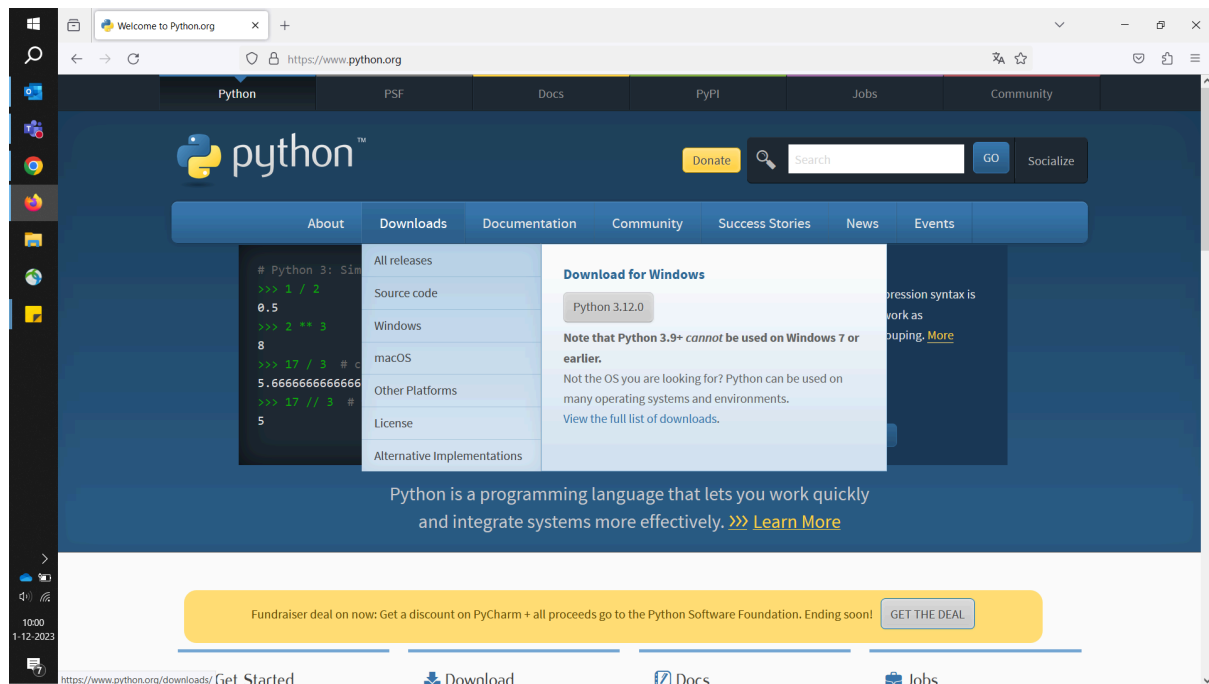 Welcome to Python.org
https://www.python.org
Python PSF Docs PyPI Jobs Community
python™
Donate Search GO Socialize
About Downloads Documentation Community Success Stories News Events
# Python 3: Sim
>>> 1 / 2
0.5
>>> 2 ** 3
8
>>> 17 / 3 # c
5.6666666666666
>>> 17 // 3 #
5
All releases
Source code
Windows
macOS
Other Platforms
License
Alternative Implementations
Download for Windows
Python 3.12.0
Note that Python 3.9+ cannot be used on Windows 7 or
earlier.
Not the OS you are looking for? Python can be used on
many operating systems and environments.
View the full list of downloads.
pression syntax is
work as
ouping. More
Python is a programming language that lets you work quickly
and integrate systems more effectively. >>> Learn More
Fundraiser deal on now: Get a discount on PyCharm + all proceeds go to the Python Software Foundation. Ending soon! GET THE DEAL
Get Started Download Docs Jobs
https://www.python.org/downloads/
10:00
1-12-2023
7